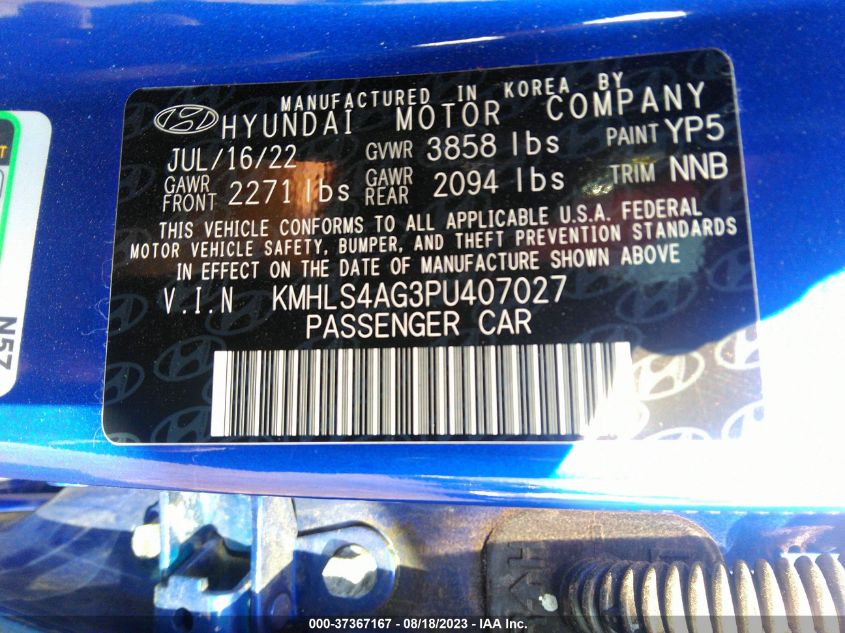 MANUFACTURED IN KOREA BY
HYUNDAI MOTOR COMPANY
JUL/16/22 GVWR 3858 lbs PAINT YP5
GAWR FRONT 2271 lbs GAWR REAR 2094 lbs TRIM NNB
THIS VEHICLE CONFORMS TO ALL APPLICABLE U.S.A. FEDERAL
MOTOR VEHICLE SAFETY, BUMPER, AND THEFT PREVENTION STANDARDS
IN EFFECT ON THE DATE OF MANUFACTURE SHOWN ABOVE
V.I.N KMHLS4AG3PU407027
PASSENGER CAR
N57
000-37367167 - 08/18/2023 - IAA Inc.